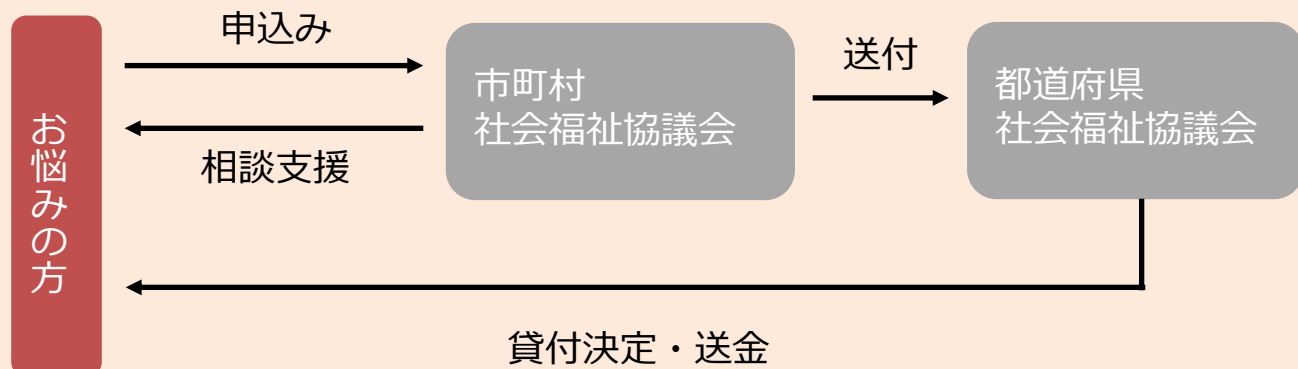 お悩みの方
申込み
相談支援
市町村
社会福祉協議会
送付
都道府県
社会福祉協議会
貸付決定・送金